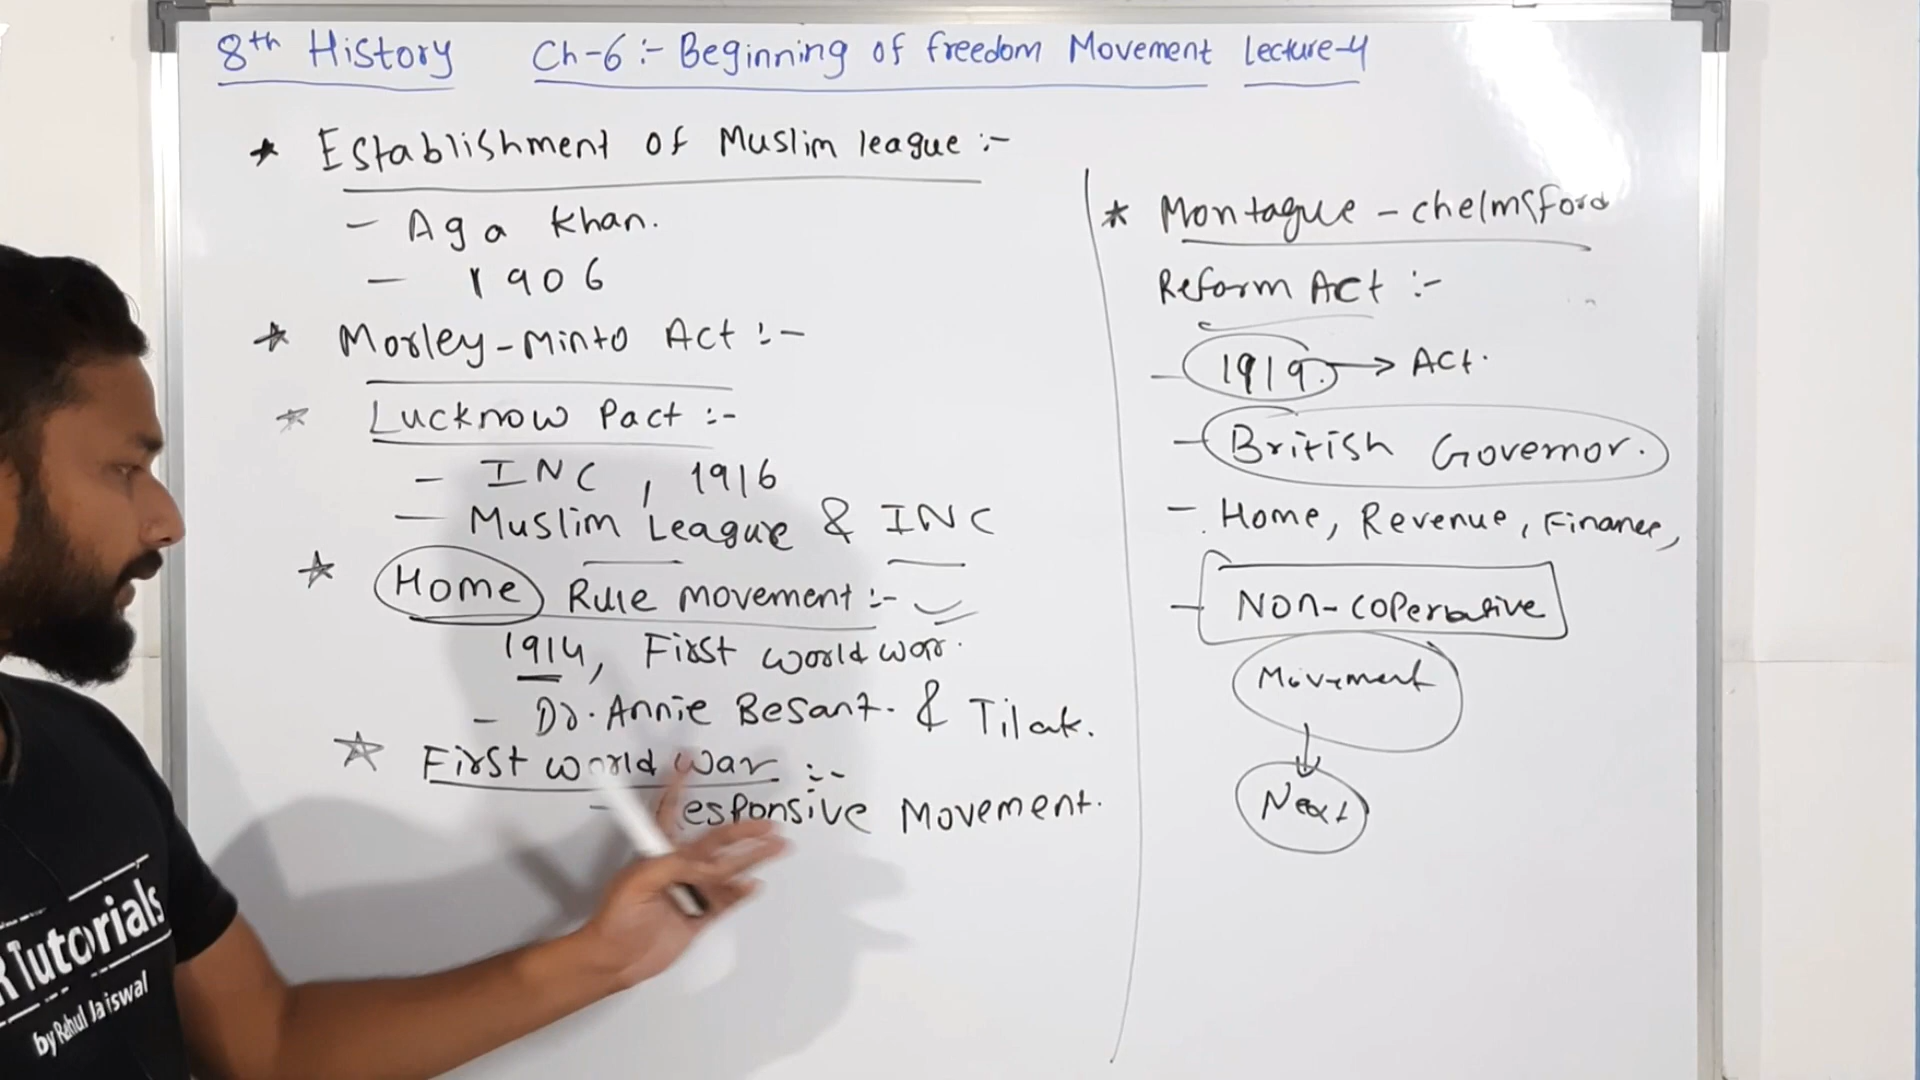 8th History Ch-6:- Beginning of freedom Movement Lecture-4
* Establishment of Muslim league :-
- Aga Khan.
- 1906
* Morley-Minto Act :-
* Lucknow Pact :-
- INC, 1916
- Muslim League & INC
* Home Rule movement :-
1914, First world war.
- Dr. Annie Besant. & Tilak.
* First world war :-
- Responsive Movement.
* Montague - chelmsford
Reform Act :-
- 1919. → Act.
- British Governor.
- Home, Revenue, Finance,
- Non-coperative
Movement
↓
Next
R Tutorials
by Rahul Jaiswal